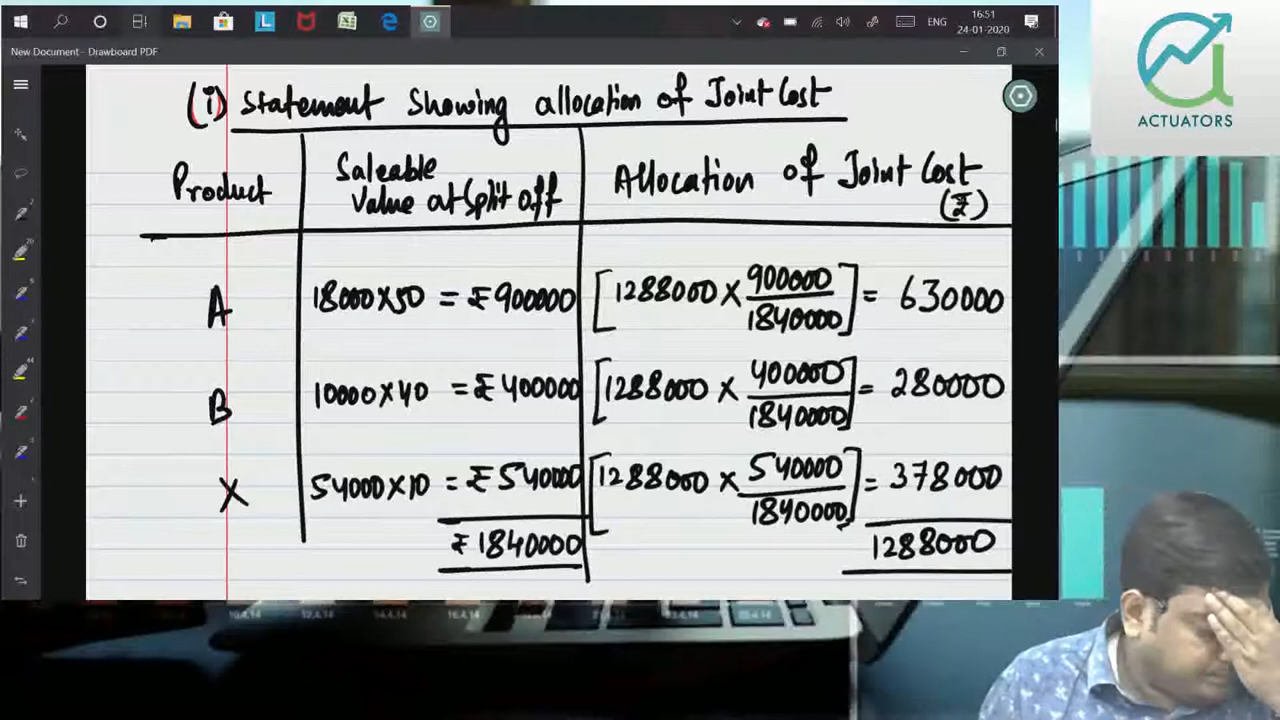 16:51
ENG
24-01-2020
New Document - Drawboard PDF
ACTUATORS
(i) Statement Showing allocation of Joint Cost
Product
Saleable
Value at Split off
Allocation of Joint Cost
(₹)
A
18000 X 50 = ₹ 900000
[1288000 X 900000/1840000] = 630000
B
10000 X 40 = ₹ 400000
[1288000 X 400000/1840000] = 280000
X
54000 X 10 = ₹ 540000
[1288000 X 540000/1840000] = 378000
₹ 1840000
1288000